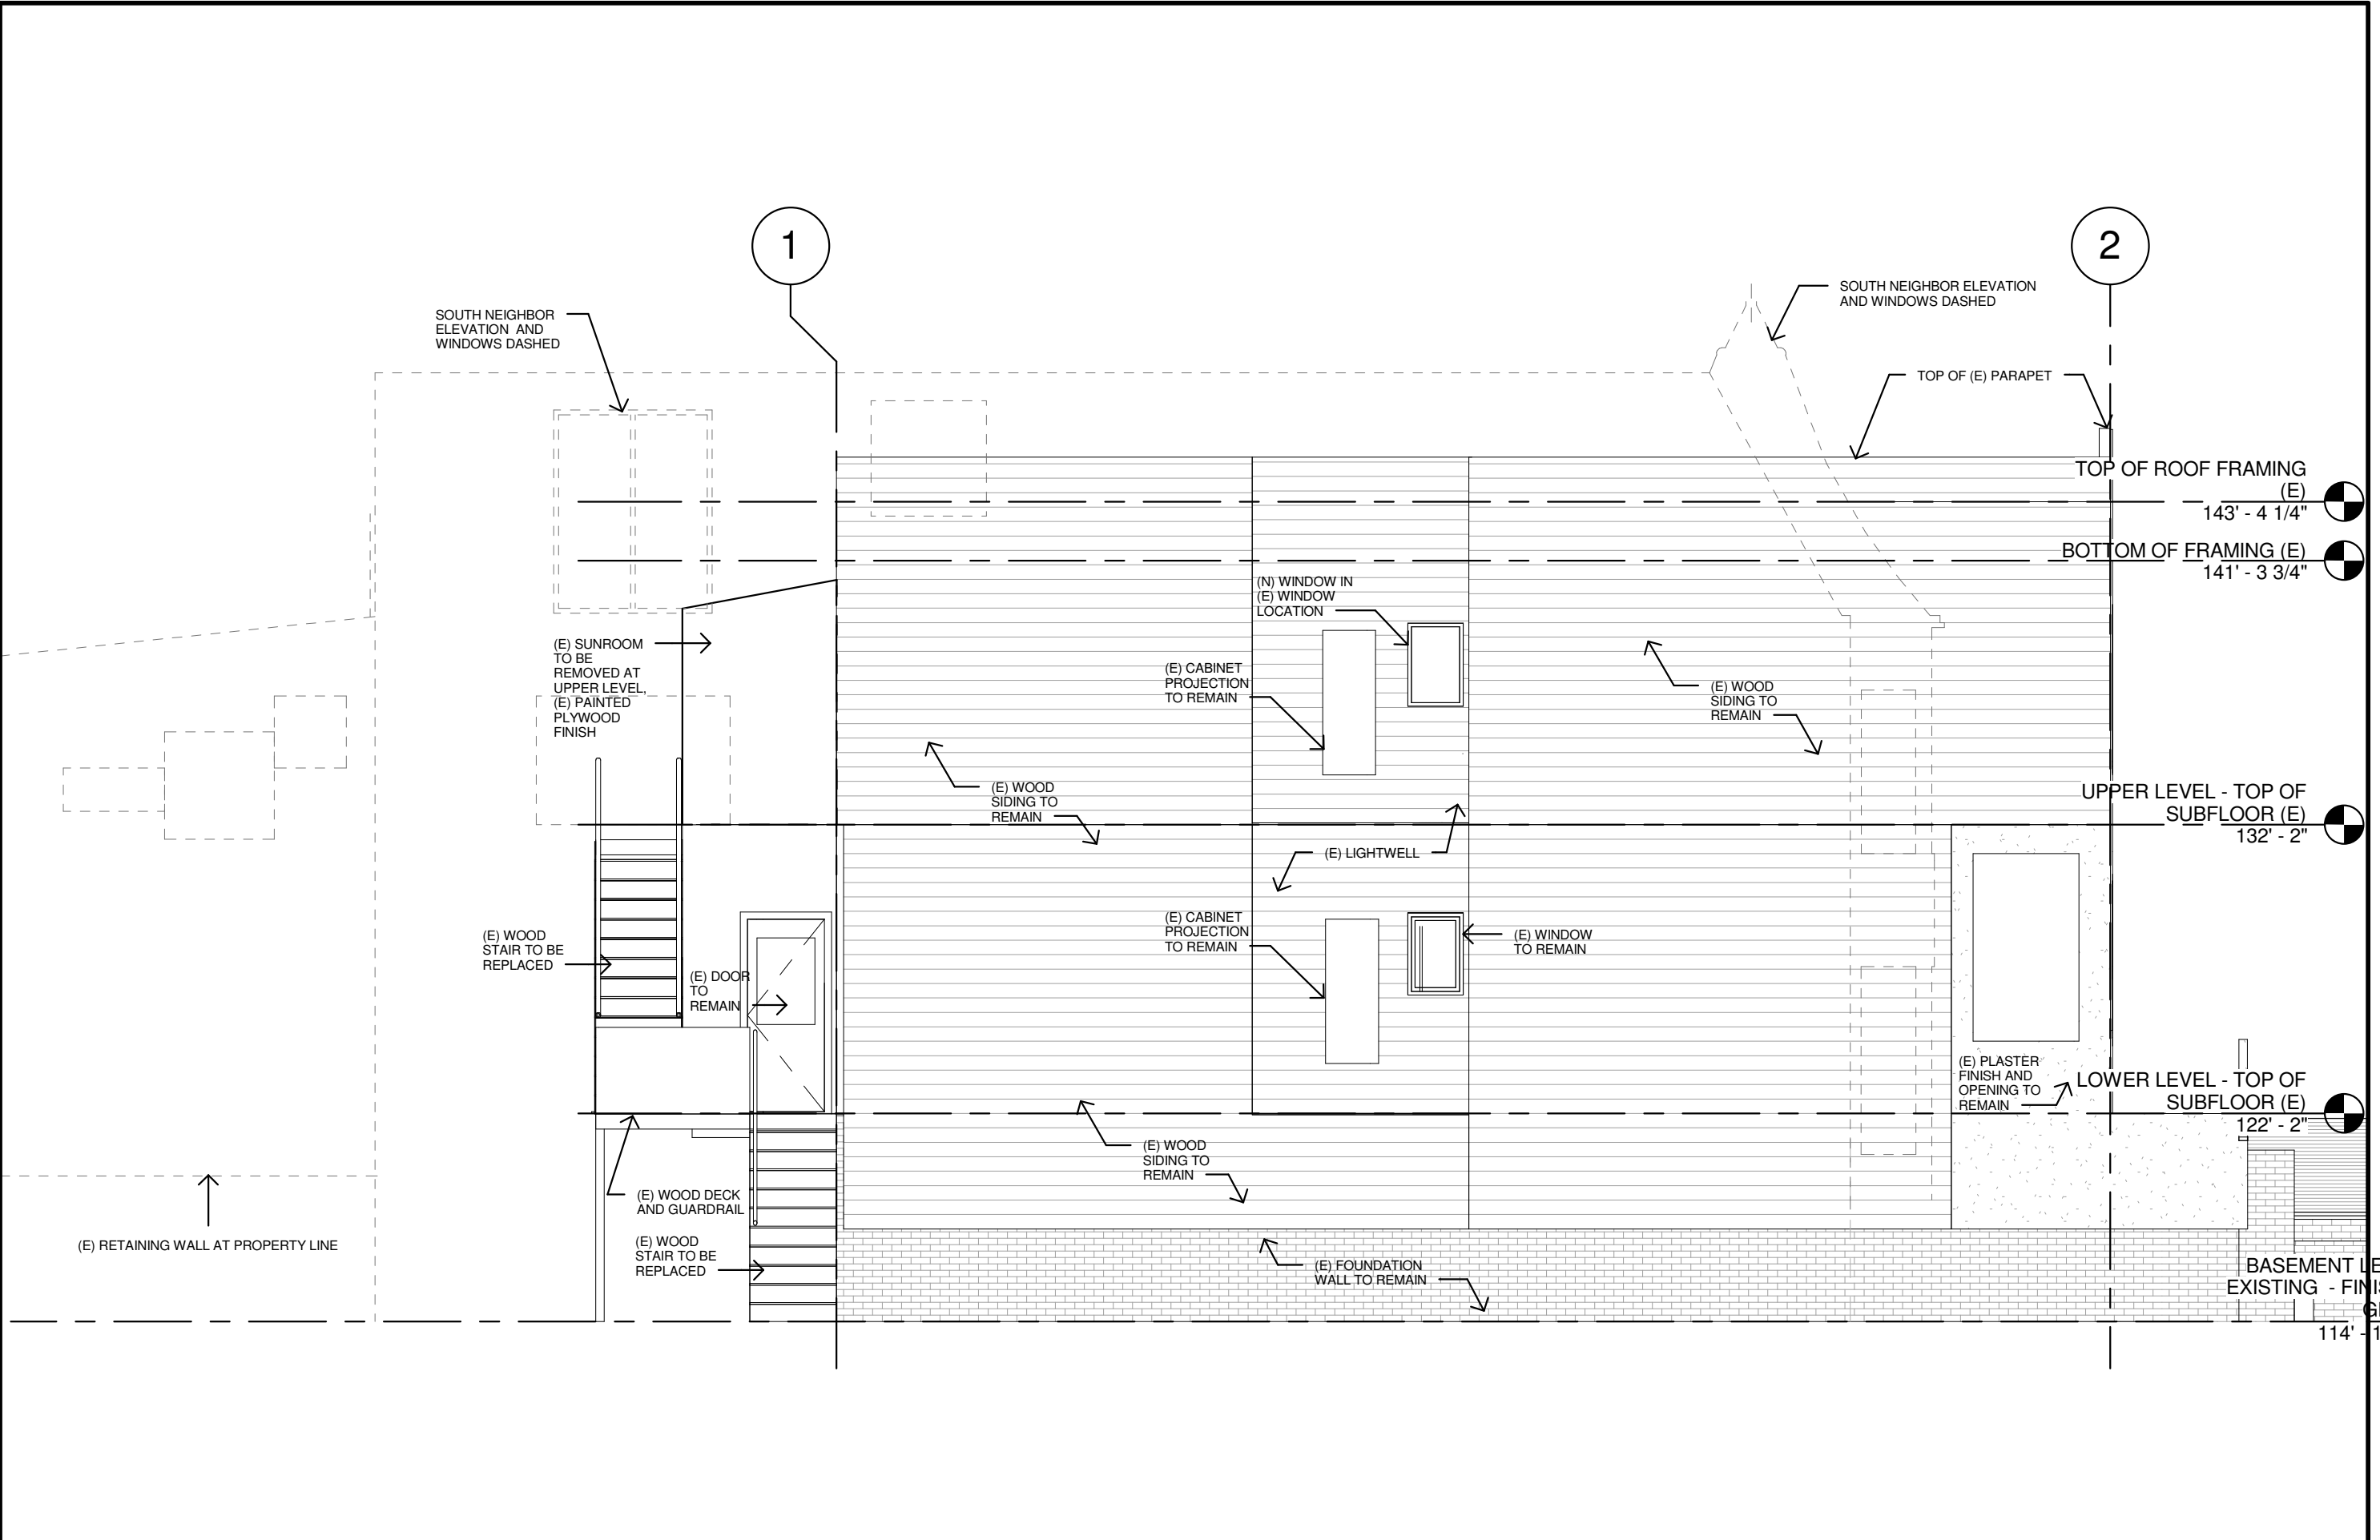 1
2
SOUTH NEIGHBOR
ELEVATION AND
WINDOWS DASHED
SOUTH NEIGHBOR ELEVATION
AND WINDOWS DASHED
TOP OF (E) PARAPET
TOP OF ROOF FRAMING
(E)
143' - 4 1/4"
BOTTOM OF FRAMING (E)
141' - 3 3/4"
(N) WINDOW IN
(E) WINDOW
LOCATION
(E) SUNROOM
TO BE
REMOVED AT
UPPER LEVEL,
(E) PAINTED
PLYWOOD
FINISH
(E) CABINET
PROJECTION
TO REMAIN
(E) WOOD
SIDING TO
REMAIN
(E) WOOD
SIDING TO
REMAIN
UPPER LEVEL - TOP OF
SUBFLOOR (E)
132' - 2"
(E) LIGHTWELL
(E) CABINET
PROJECTION
TO REMAIN
(E) WINDOW
TO REMAIN
(E) WOOD
STAIR TO BE
REPLACED
(E) DOOR
TO
REMAIN
(E) PLASTER
FINISH AND
OPENING TO
REMAIN
LOWER LEVEL - TOP OF
SUBFLOOR (E)
122' - 2"
(E) WOOD
SIDING TO
REMAIN
(E) WOOD DECK
AND GUARDRAIL
(E) RETAINING WALL AT PROPERTY LINE
(E) WOOD
STAIR TO BE
REPLACED
(E) FOUNDATION
WALL TO REMAIN
BASEMENT LE
EXISTING - FINIS
114' - 1